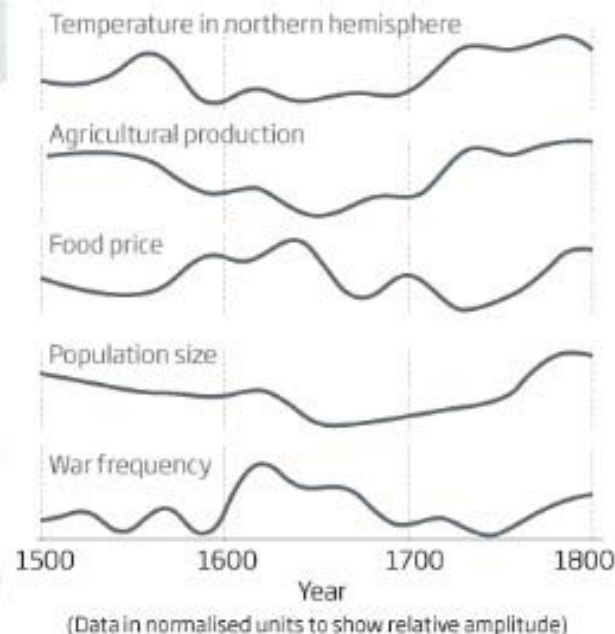 Temperature in northern hemisphere
Agricultural production
Food price
Population size
War frequency
1500 1600 1700 1800
Year
(Data in normalised units to show relative amplitude)